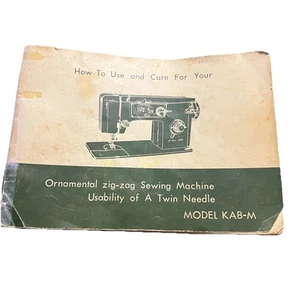 How To Use and Care For Your
Ornamental zig-zag Sewing Machine
Usability of A Twin Needle
MODEL KAB-M